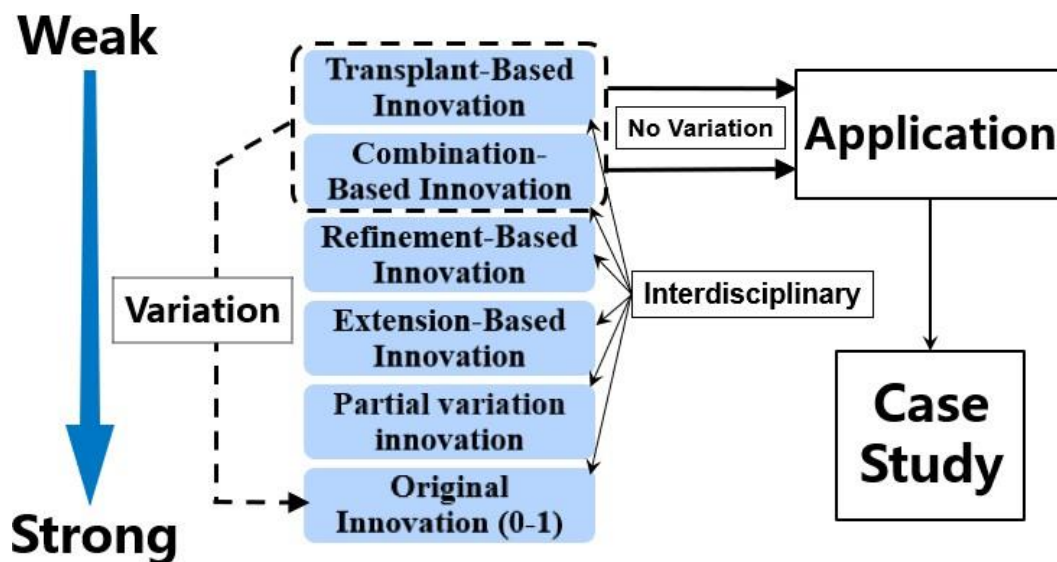 Weak
Transplant-Based
Innovation
No Variation
Application
Combination-
Based Innovation
Refinement-Based
Innovation
Variation
Interdisciplinary
Extension-Based
Innovation
Partial variation
innovation
Case
Study
Original
Innovation (0-1)
Strong